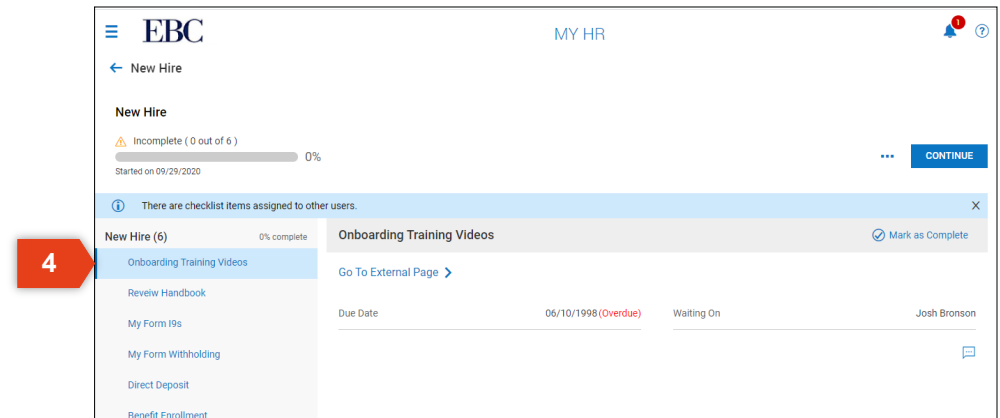 EBC
MY HR
1
?
New Hire
New Hire
Incomplete ( 0 out of 6 )
0%
Started on 09/29/2020
CONTINUE
There are checklist items assigned to other users.
X
New Hire (6)
0% complete
Onboarding Training Videos
Mark as Complete
4
Onboarding Training Videos
Reveiw Handbook
My Form I9s
My Form Withholding
Direct Deposit
Benefit Enrollment
Go To External Page
Due Date
06/10/1998 (Overdue)
Waiting On
Josh Bronson